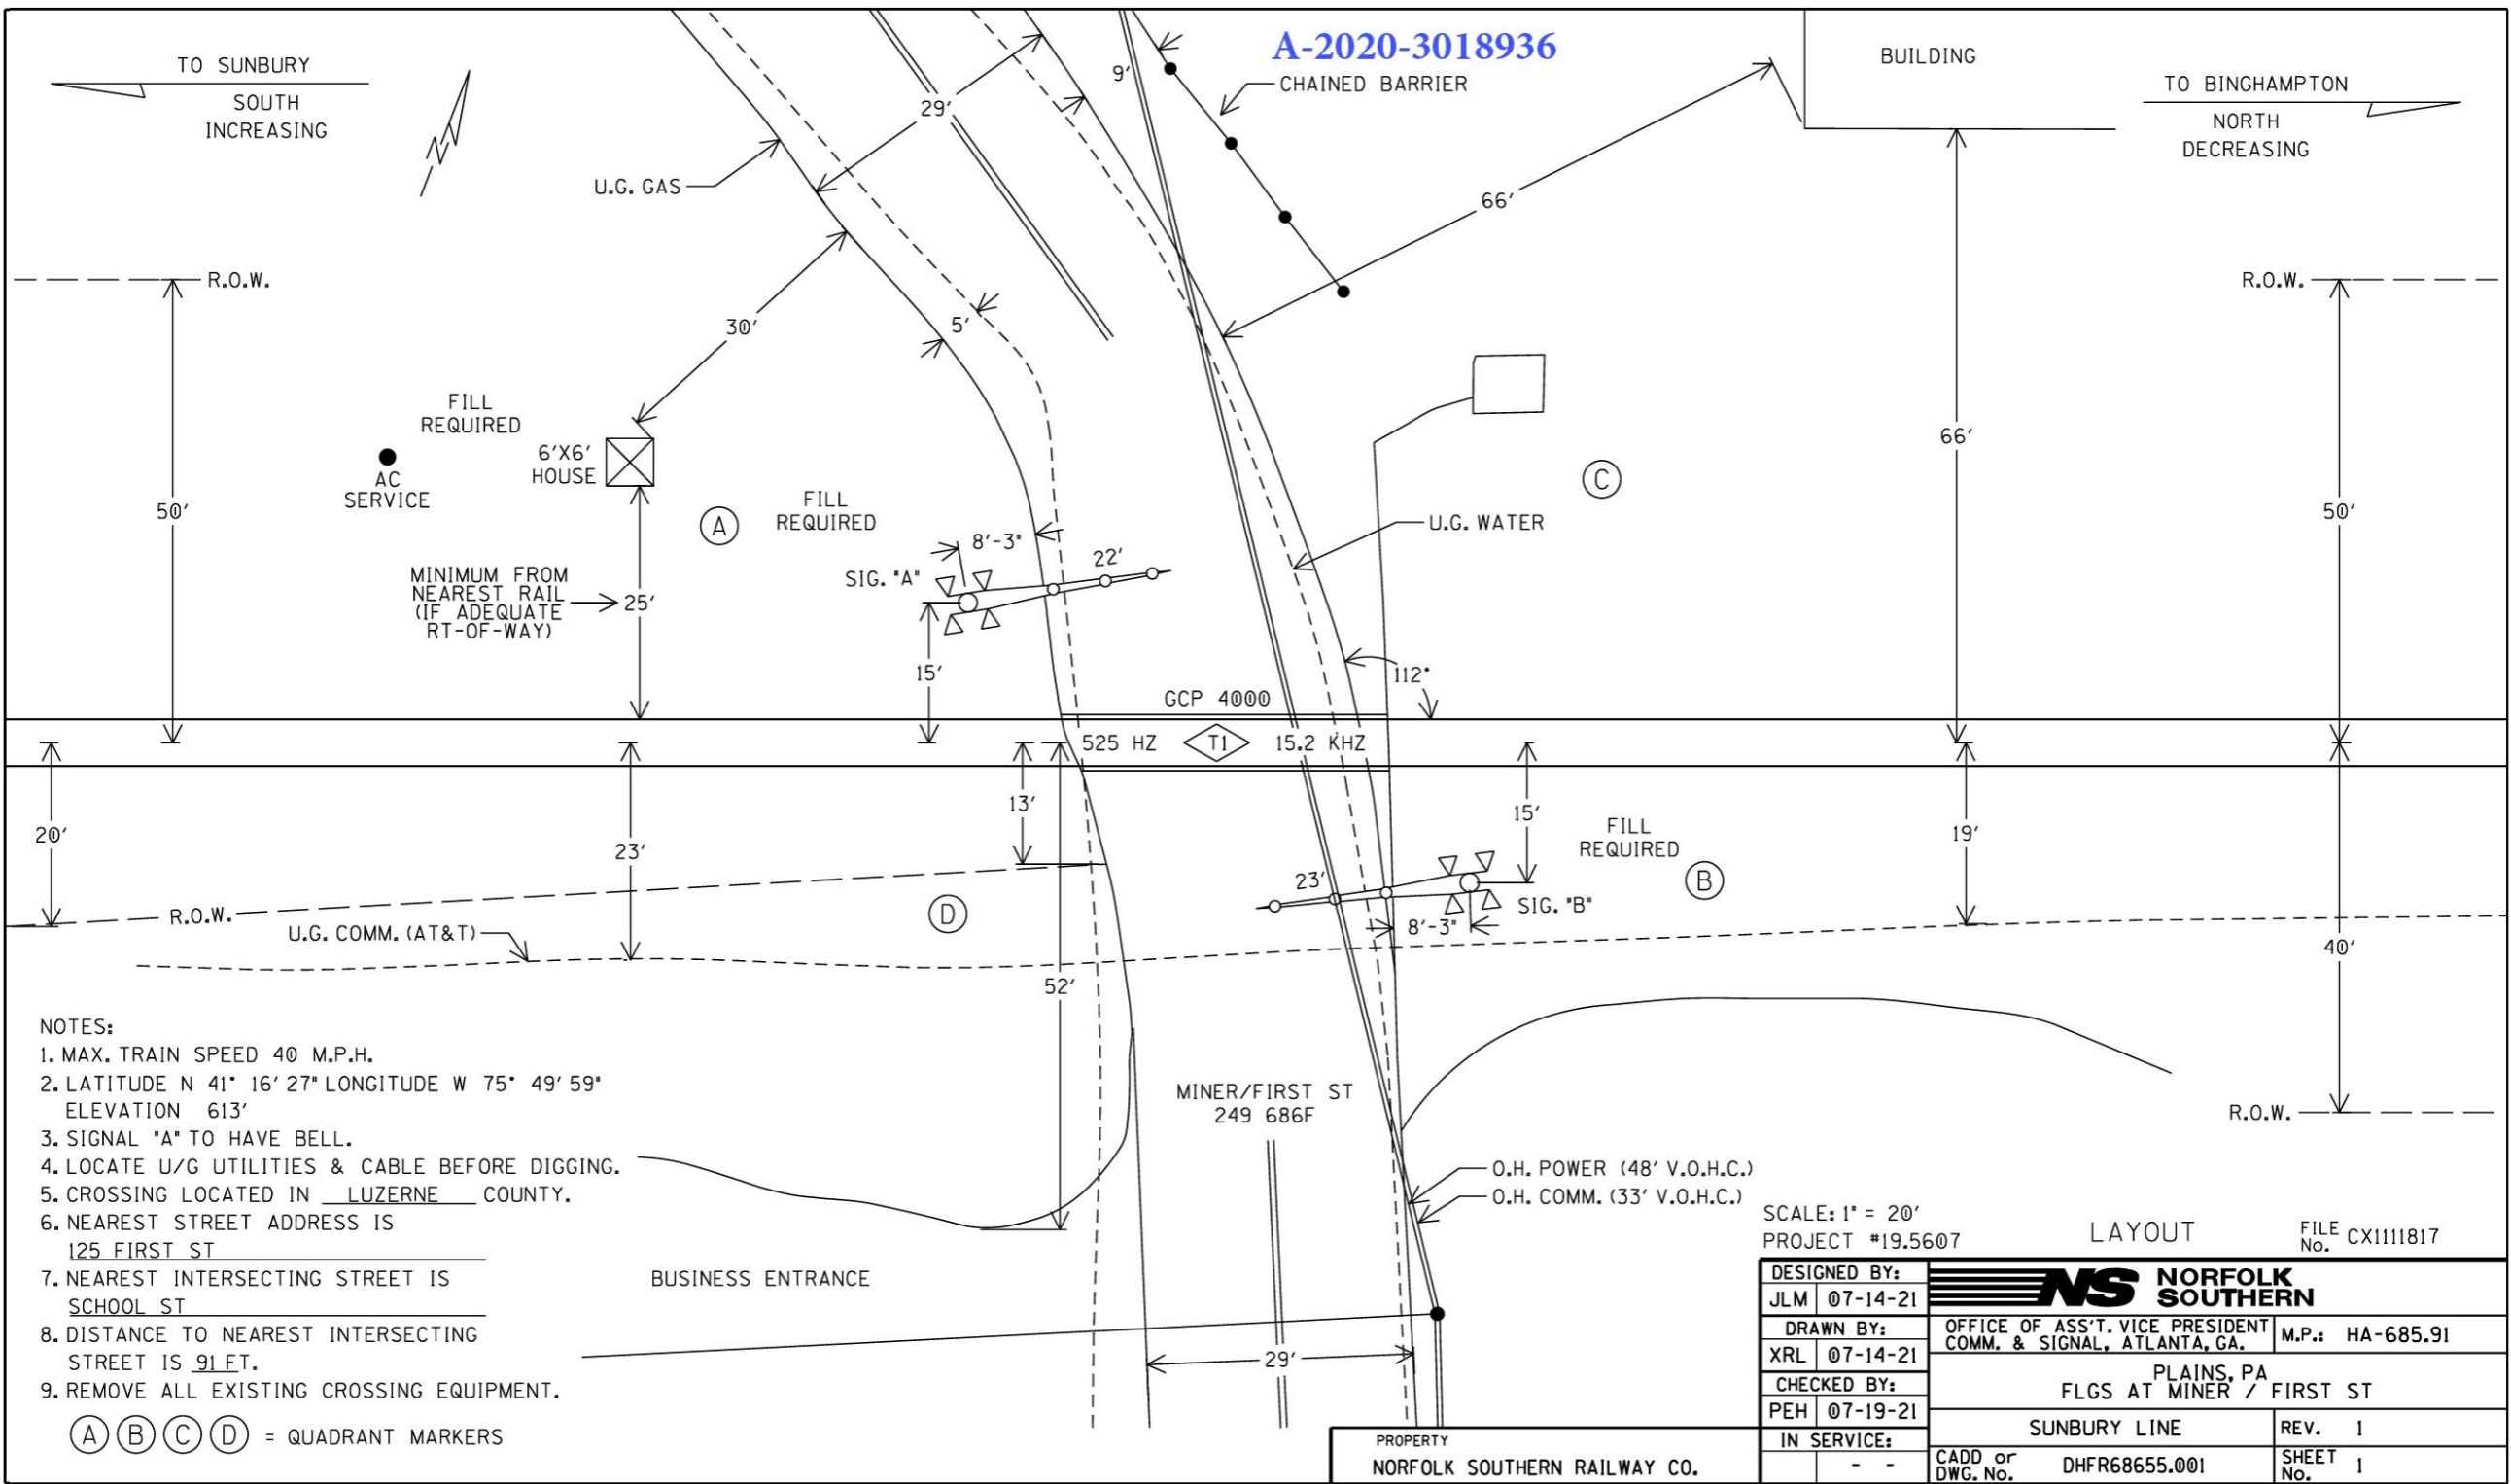 A-2020-3018936
TO SUNBURY
SOUTH
INCREASING
N
CHAINED BARRIER
BUILDING
TO BINGHAMPTON
NORTH
DECREASING
9'
29'
U.G. GAS
66'
R.O.W.
R.O.W.
30'
5'
FILL
REQUIRED
6'X6'
HOUSE
AC
SERVICE
50'
A
FILL
REQUIRED
C
66'
50'
U.G. WATER
8'-3"
22'
SIG. "A"
MINIMUM FROM
NEAREST RAIL
(IF ADEQUATE
RT-OF-WAY)
25'
15'
112°
GCP 4000
525 HZ T1 15.2 KHZ
20'
23'
13'
15'
FILL
REQUIRED
19'
23'
B
SIG. "B"
8'-3"
R.O.W.
D
U.G. COMM. (AT&T)
40'
52'
NOTES:
1. MAX. TRAIN SPEED 40 M.P.H.
2. LATITUDE N 41° 16' 27" LONGITUDE W 75° 49' 59"
ELEVATION 613'
3. SIGNAL "A" TO HAVE BELL.
4. LOCATE U/G UTILITIES & CABLE BEFORE DIGGING.
5. CROSSING LOCATED IN LUZERNE COUNTY.
6. NEAREST STREET ADDRESS IS
125 FIRST ST
7. NEAREST INTERSECTING STREET IS
SCHOOL ST
8. DISTANCE TO NEAREST INTERSECTING
STREET IS 91 FT.
9. REMOVE ALL EXISTING CROSSING EQUIPMENT.
A B C D = QUADRANT MARKERS
MINER/FIRST ST
249 686F
R.O.W.
O.H. POWER (48' V.O.H.C.)
O.H. COMM. (33' V.O.H.C.)
BUSINESS ENTRANCE
29'
SCALE: 1" = 20'
PROJECT #19.5607
LAYOUT
FILE No. CX1111817
DESIGNED BY:
JLM 07-14-21
DRAWN BY:
XRL 07-14-21
CHECKED BY:
PEH 07-19-21
IN SERVICE:
- -
NS NORFOLK SOUTHERN
OFFICE OF ASS'T. VICE PRESIDENT
COMM. & SIGNAL, ATLANTA, GA.
M.P.: HA-685.91
PLAINS, PA
FLGS AT MINER / FIRST ST
SUNBURY LINE
REV. 1
CADD or DWG. No. DHFR68655.001
SHEET No. 1
PROPERTY
NORFOLK SOUTHERN RAILWAY CO.